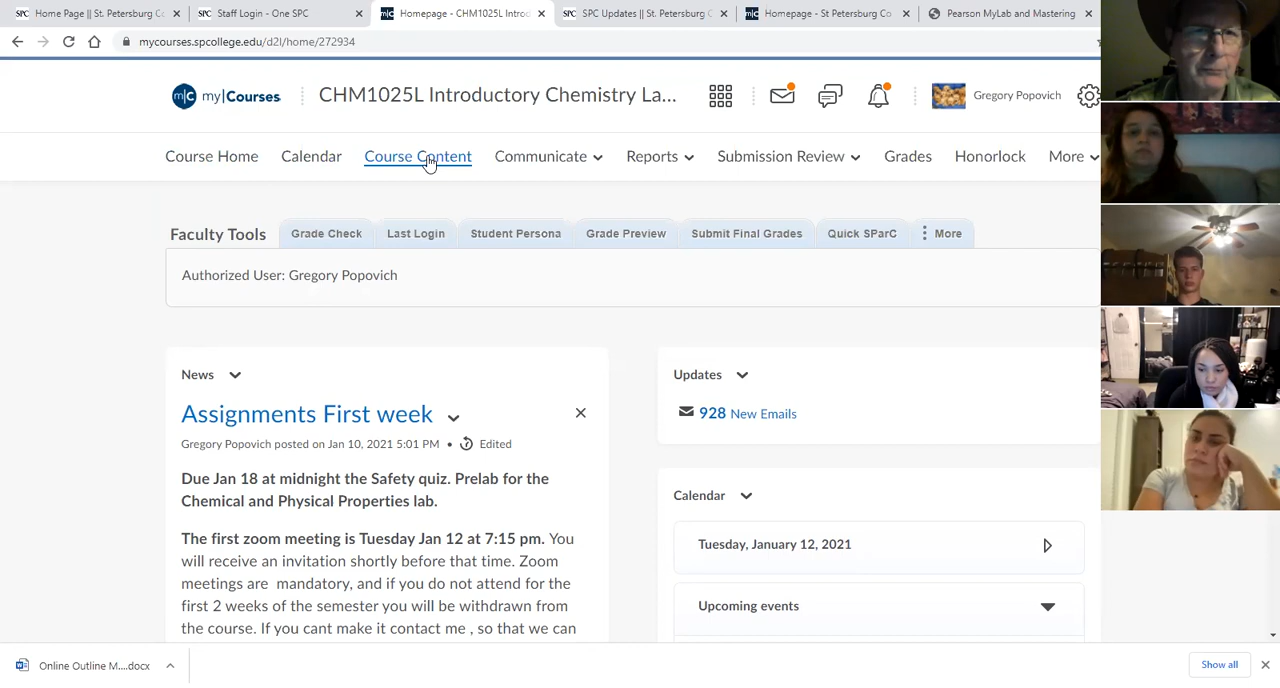 Home Page || St. Petersburg Co
Staff Login - One SPC
Homepage - CHM1025L Introd
SPC Updates || St. Petersburg C
Homepage - St Petersburg Co
Pearson MyLab and Mastering
mycourses.spcollege.edu/d2l/home/272934
m|C my|Courses
CHM1025L Introductory Chemistry La...
Gregory Popovich
Course Home
Calendar
Course Content
Communicate
Reports
Submission Review
Grades
Honorlock
More
Faculty Tools
Grade Check
Last Login
Student Persona
Grade Preview
Submit Final Grades
Quick SParC
More
Authorized User: Gregory Popovich
News
Assignments First week
Gregory Popovich posted on Jan 10, 2021 5:01 PM • Edited
Due Jan 18 at midnight the Safety quiz. Prelab for the
Chemical and Physical Properties lab.
The first zoom meeting is Tuesday Jan 12 at 7:15 pm. You
will receive an invitation shortly before that time. Zoom
meetings are mandatory, and if you do not attend for the
first 2 weeks of the semester you will be withdrawn from
the course. If you cant make it contact me , so that we can
Updates
928 New Emails
Calendar
Tuesday, January 12, 2021
Upcoming events
Online Outline M....docx
Show all